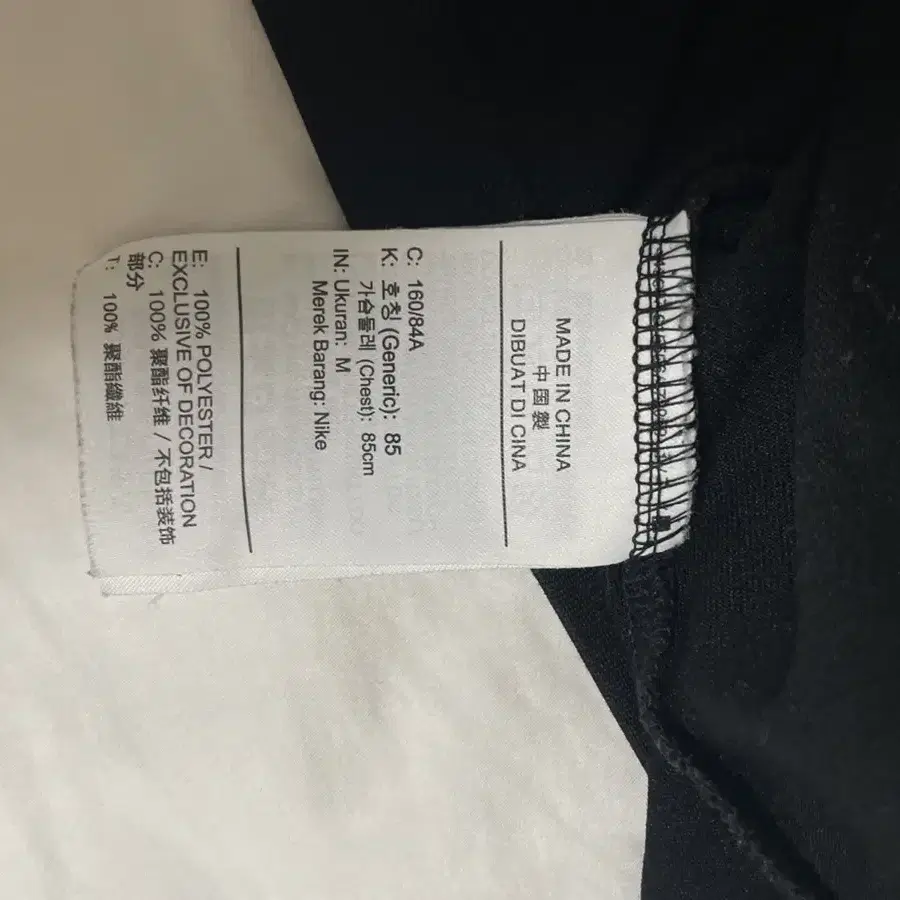 MADE IN CHINA
中国製
DIBUAT DI CINA
C: 160/84A
K: 호칭 (Generic): 85
가슴둘레 (Chest): 85cm
IN: Ukuran: M
Merek Barang: Nike
E: 100% POLYESTER /
EXCLUSIVE OF DECORATION
C: 100% 聚酯纤维 / 不包括装饰
部分
T: 100% 聚酯纖維